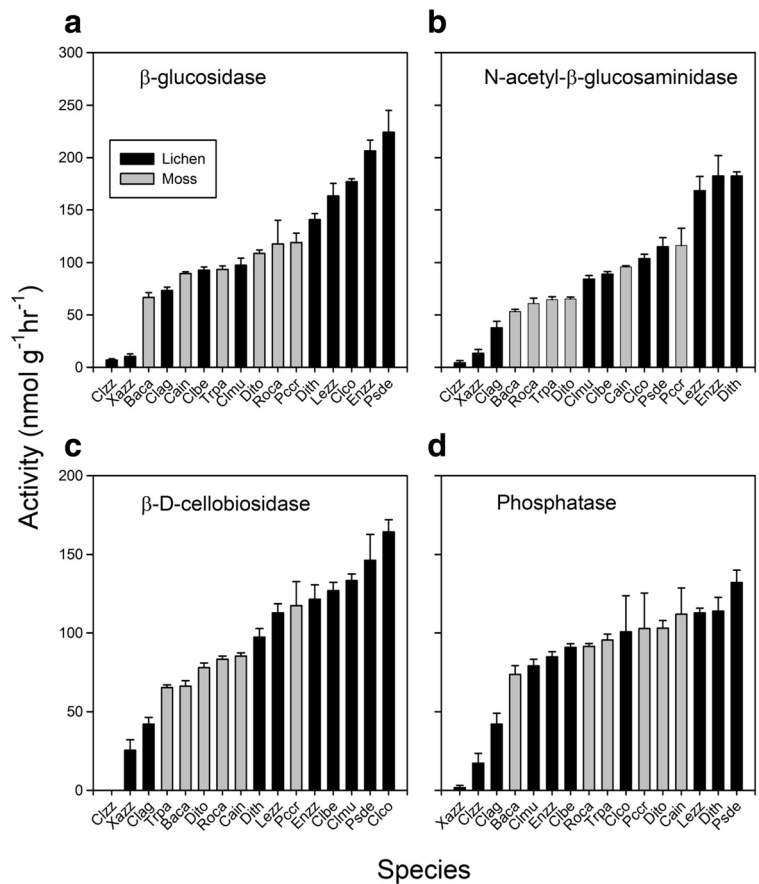 a
b
300
250
200
150
100
50
0
β-glucosidase
Lichen
Moss
N-acetyl-β-glucosaminidase
Clzz Xazz Baca Clag Cain Clbe Trpa Clmu Dito Roca Pccr Dith Lezz Clco Enzz Psde
Clzz Xazz Clag Baca Roca Trpa Dito Clmu Clbe Cain Clco Psde Pccr Lezz Enzz Dith
Activity (nmol g⁻¹hr⁻¹)
c
d
200
150
100
50
0
β-D-cellobiosidase
Phosphatase
Clzz Xazz Clag Trpa Baca Dito Roca Cain Dith Lezz Pccr Enzz Clbe Clmu Psde Clco
Xazz Clzz Clag Baca Clmu Enzz Clbe Roca Trpa Clco Pccr Dito Cain Lezz Dith Psde
Species